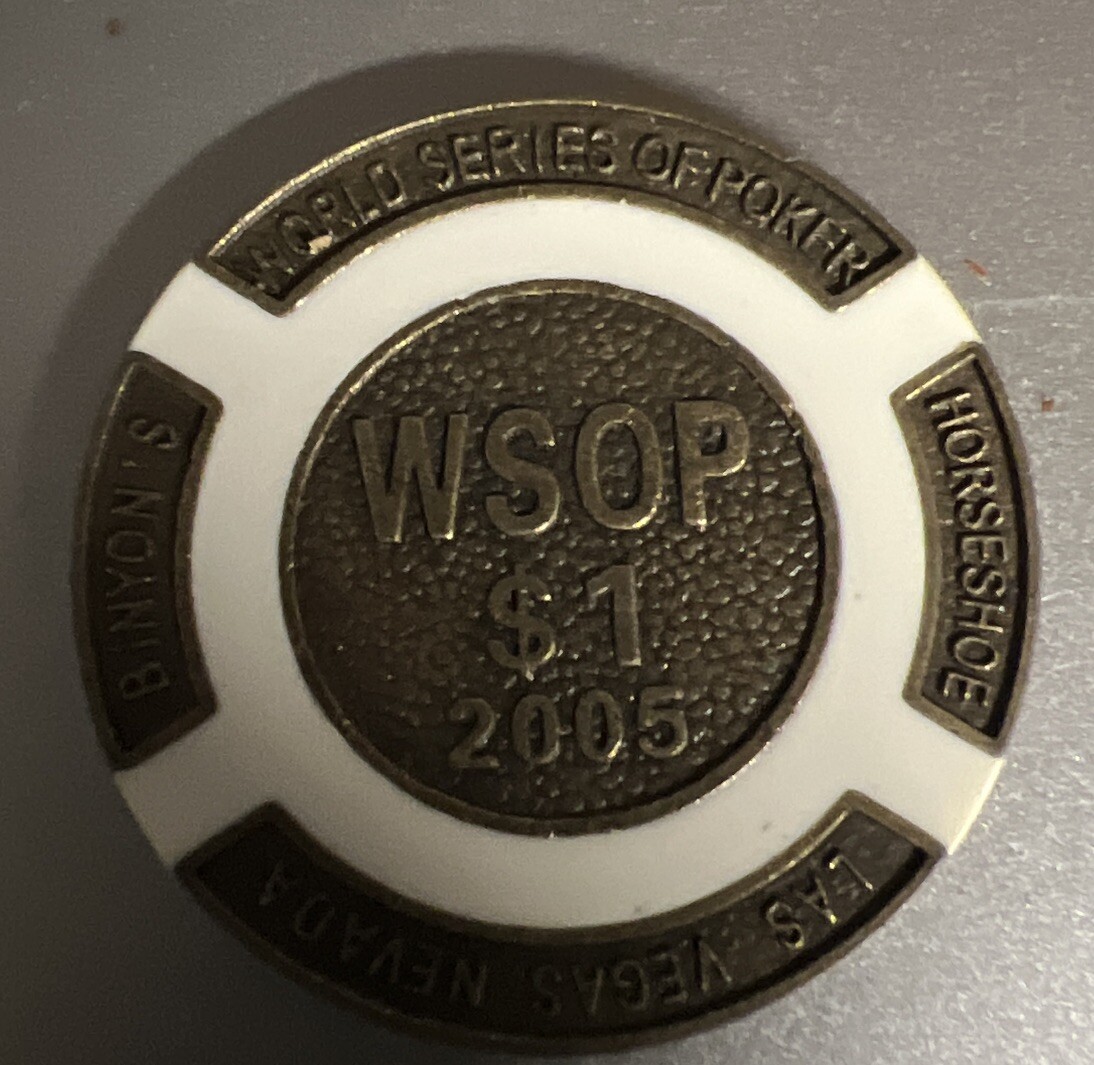 WORLD SERIES OF POKER
BINYON'S
WSOP
$1
2005
HORSESHOE
LAS VEGAS NEVADA